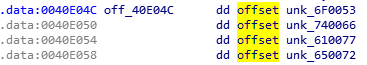 .data:0040E04C off_40E04C dd offset unk_6F0053
.data:0040E050 dd offset unk_740066
.data:0040E054 dd offset unk_610077
.data:0040E058 dd offset unk_650072